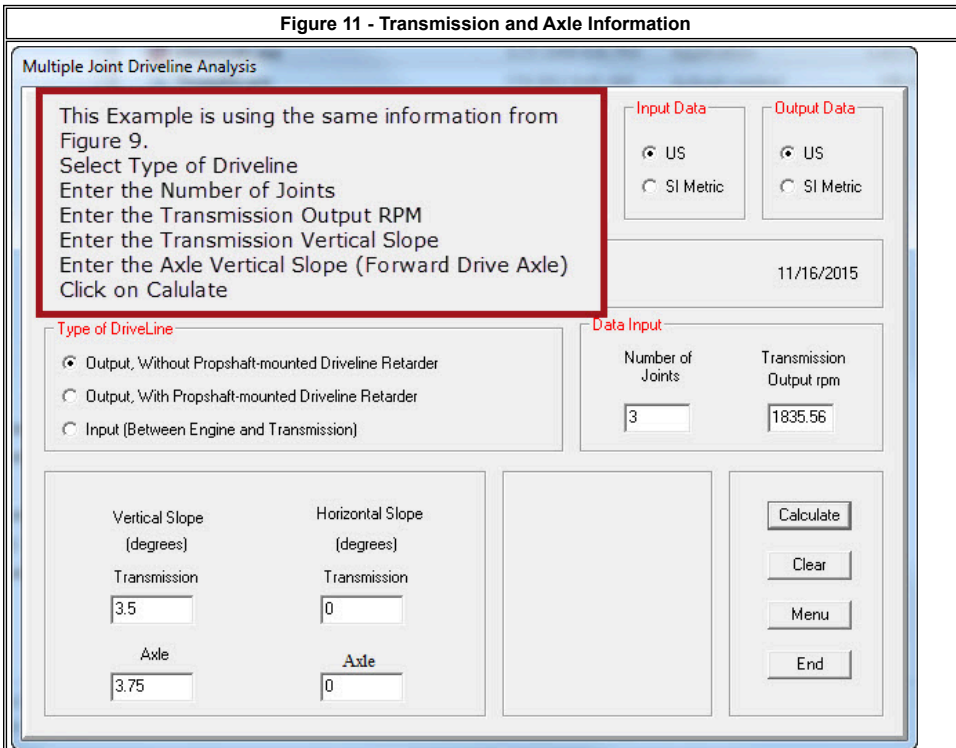 Figure 11 - Transmission and Axle Information
Multiple Joint Driveline Analysis
This Example is using the same information from
Figure 9.
Select Type of Driveline
Enter the Number of Joints
Enter the Transmission Output RPM
Enter the Transmission Vertical Slope
Enter the Axle Vertical Slope (Forward Drive Axle)
Click on Calulate
Input Data
US
SI Metric
Output Data
US
SI Metric
11/16/2015
Type of DriveLine
Output, Without Propshaft-mounted Driveline Retarder
Output, With Propshaft-mounted Driveline Retarder
Input (Between Engine and Transmission)
Data Input
Number of
Joints
3
Transmission
Output rpm
1835.56
Vertical Slope
(degrees)
Transmission
3.5
Axle
3.75
Horizontal Slope
(degrees)
Transmission
0
Axle
0
Calculate
Clear
Menu
End